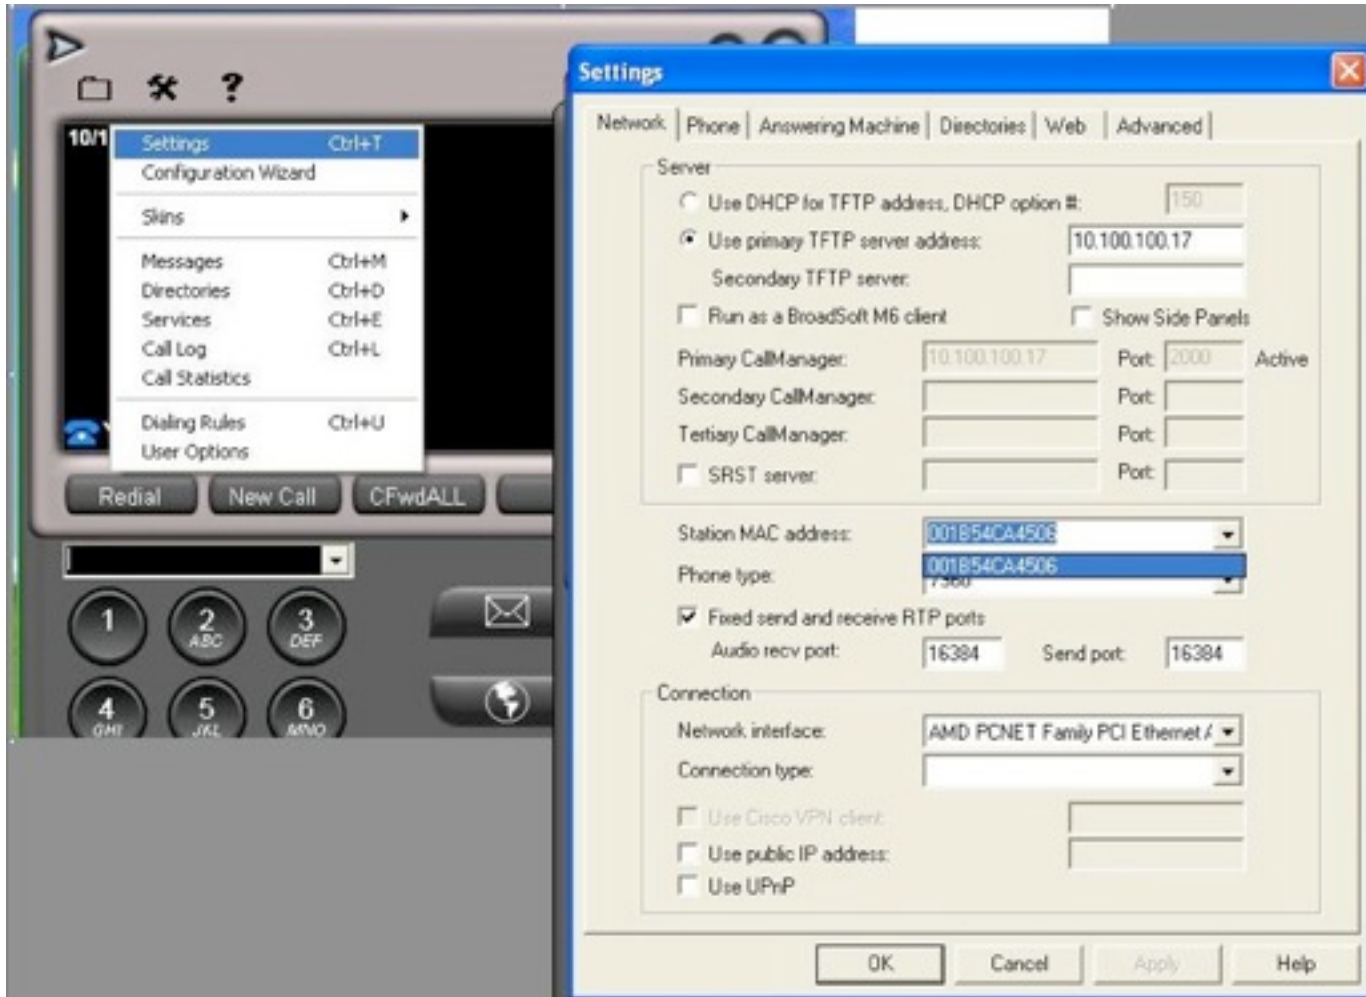 10/1
Settings Ctrl+T
Configuration Wizard
Skins
Messages Ctrl+M
Directories Ctrl+D
Services Ctrl+E
Call Log Ctrl+L
Call Statistics
Dialing Rules Ctrl+U
User Options
Redial New Call CFwdALL
1 2 3
ABC DEF
4 5 6
GHI JKL MNO
Settings
Network Phone Answering Machine Directories Web Advanced
Server
Use DHCP for TFTP address, DHCP option #: 150
Use primary TFTP server address: 10.100.100.17
Secondary TFTP server:
Run as a BroadSoft M6 client Show Side Panels
Primary CallManager: 10.100.100.17 Port: 2000 Active
Secondary CallManager: Port:
Tertiary CallManager: Port:
SRST server: Port:
Station MAC address: 001B54CA4506
001B54CA4506
Phone type: 7960
Fixed send and receive RTP ports
Audio recv port: 16384 Send port: 16384
Connection
Network interface: AMD PCNET Family PCI Ethernet A
Connection type:
Use Cisco VPN client:
Use public IP address:
Use UPnP
OK Cancel Apply Help